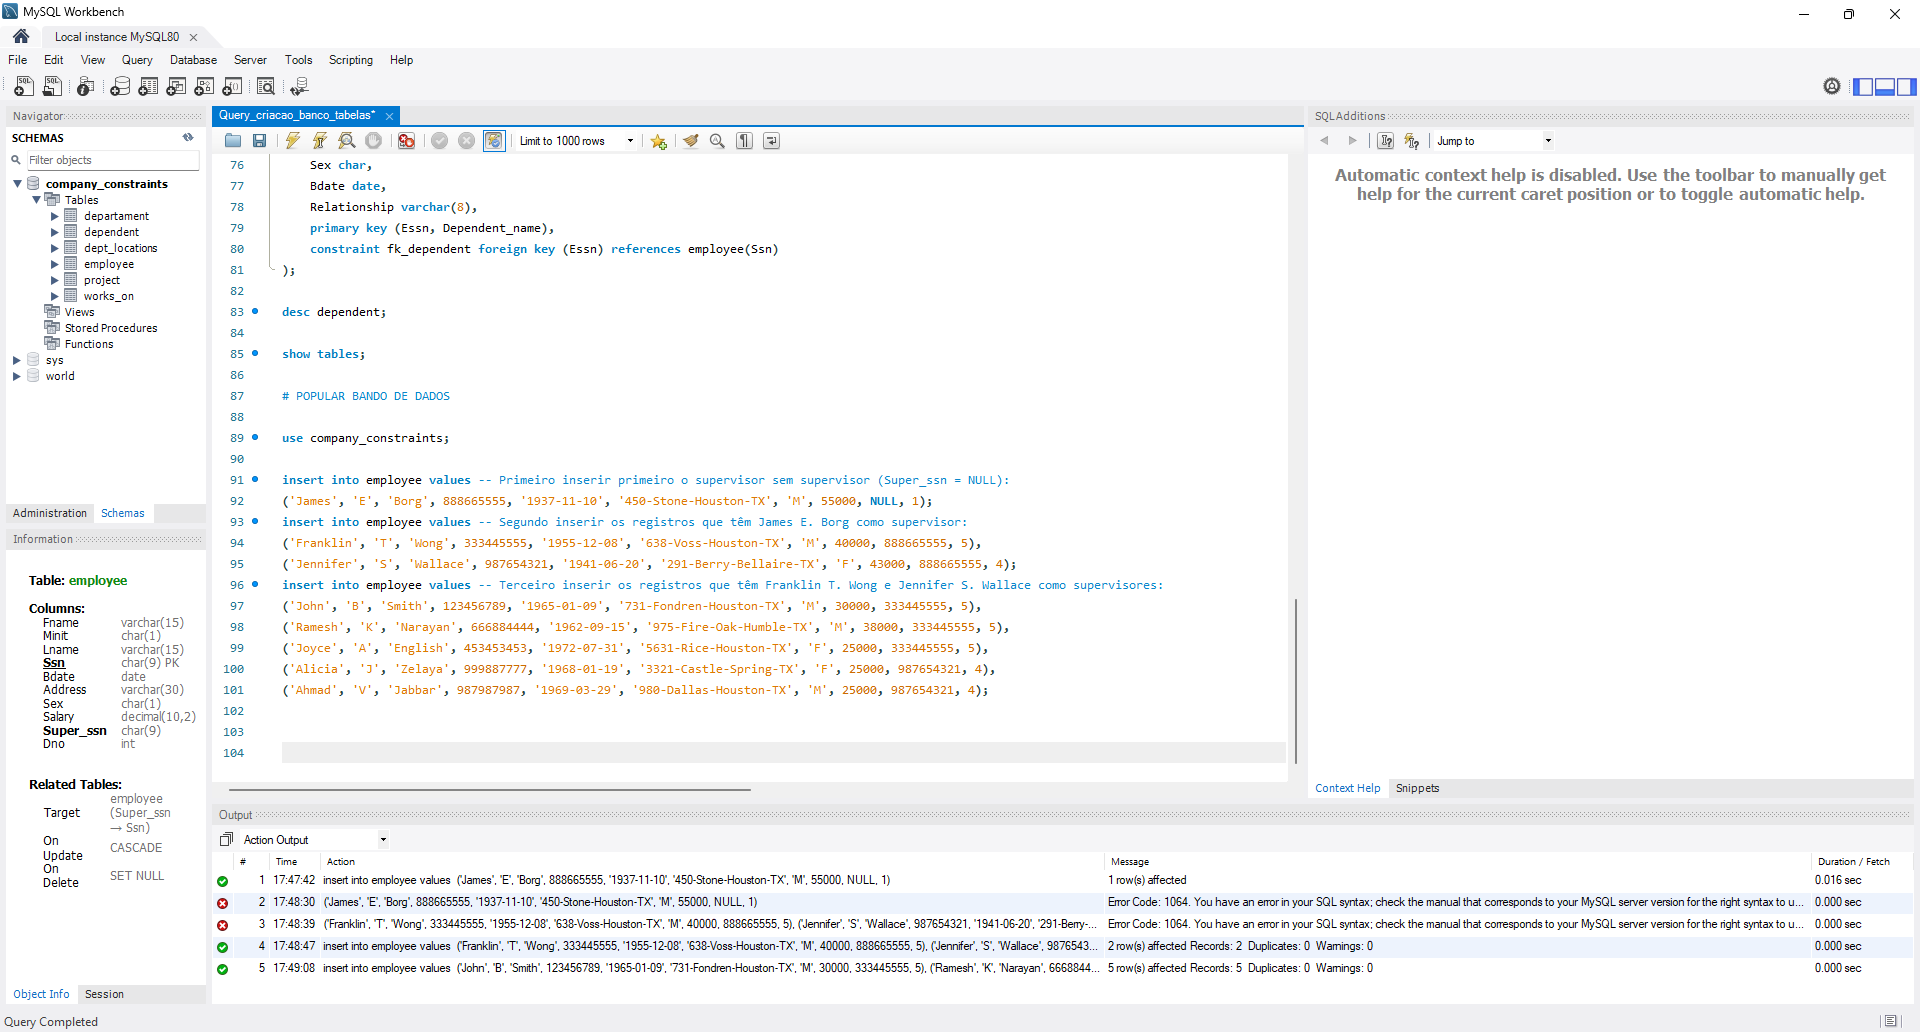 MySQL Workbench
Local instance MySQL80
File Edit View Query Database Server Tools Scripting Help
Navigator
SCHEMAS
Filter objects
company_constraints
Tables
departament
dependent
dept_locations
employee
project
works_on
Views
Stored Procedures
Functions
sys
world
Administration Schemas
Information
Table: employee
Columns:
Fname varchar(15)
Minit char(1)
Lname varchar(15)
Ssn char(9) PK
Bdate date
Address varchar(30)
Sex char(1)
Salary decimal(10,2)
Super_ssn char(9)
Dno int
Related Tables:
Target employee (Super_ssn → Ssn)
On Update CASCADE
On Delete SET NULL
Object Info Session
Query_criacao_banco_tabelas*
Limit to 1000 rows
76 Sex char,
77 Bdate date,
78 Relationship varchar(8),
79 primary key (Essn, Dependent_name),
80 constraint fk_dependent foreign key (Essn) references employee(Ssn)
81 );
82
83 desc dependent;
84
85 show tables;
86
87 # POPULAR BANDO DE DADOS
88
89 use company_constraints;
90
91 insert into employee values -- Primeiro inserir primeiro o supervisor sem supervisor (Super_ssn = NULL):
92 ('James', 'E', 'Borg', 888665555, '1937-11-10', '450-Stone-Houston-TX', 'M', 55000, NULL, 1);
93 insert into employee values -- Segundo inserir os registros que têm James E. Borg como supervisor:
94 ('Franklin', 'T', 'Wong', 333445555, '1955-12-08', '638-Voss-Houston-TX', 'M', 40000, 888665555, 5),
95 ('Jennifer', 'S', 'Wallace', 987654321, '1941-06-20', '291-Berry-Bellaire-TX', 'F', 43000, 888665555, 4);
96 insert into employee values -- Terceiro inserir os registros que têm Franklin T. Wong e Jennifer S. Wallace como supervisores:
97 ('John', 'B', 'Smith', 123456789, '1965-01-09', '731-Fondren-Houston-TX', 'M', 30000, 333445555, 5),
98 ('Ramesh', 'K', 'Narayan', 666884444, '1962-09-15', '975-Fire-Oak-Humble-TX', 'M', 38000, 333445555, 5),
99 ('Joyce', 'A', 'English', 453453453, '1972-07-31', '5631-Rice-Houston-TX', 'F', 25000, 333445555, 5),
100 ('Alicia', 'J', 'Zelaya', 999887777, '1968-01-19', '3321-Castle-Spring-TX', 'F', 25000, 987654321, 4),
101 ('Ahmad', 'V', 'Jabbar', 987987987, '1969-03-29', '980-Dallas-Houston-TX', 'M', 25000, 987654321, 4);
102
103
104
SQLAdditions
Jump to
Automatic context help is disabled. Use the toolbar to manually get
help for the current caret position or to toggle automatic help.
Context Help Snippets
Output
Action Output
# Time Action Message Duration / Fetch
1 17:47:42 insert into employee values ('James', 'E', 'Borg', 888665555, '1937-11-10', '450-Stone-Houston-TX', 'M', 55000, NULL, 1) 1 row(s) affected 0.016 sec
2 17:48:30 ('James', 'E', 'Borg', 888665555, '1937-11-10', '450-Stone-Houston-TX', 'M', 55000, NULL, 1) Error Code: 1064. You have an error in your SQL syntax; check the manual that corresponds to your MySQL server version for the right syntax to u... 0.000 sec
3 17:48:39 ('Franklin', 'T', 'Wong', 333445555, '1955-12-08', '638-Voss-Houston-TX', 'M', 40000, 888665555, 5), ('Jennifer', 'S', 'Wallace', 987654321, '1941-06-20', '291-Berry-... Error Code: 1064. You have an error in your SQL syntax; check the manual that corresponds to your MySQL server version for the right syntax to u... 0.000 sec
4 17:48:47 insert into employee values ('Franklin', 'T', 'Wong', 333445555, '1955-12-08', '638-Voss-Houston-TX', 'M', 40000, 888665555, 5), ('Jennifer', 'S', 'Wallace', 9876543... 2 row(s) affected Records: 2 Duplicates: 0 Warnings: 0 0.000 sec
5 17:49:08 insert into employee values ('John', 'B', 'Smith', 123456789, '1965-01-09', '731-Fondren-Houston-TX', 'M', 30000, 333445555, 5), ('Ramesh', 'K', 'Narayan', 6668844... 5 row(s) affected Records: 5 Duplicates: 0 Warnings: 0 0.000 sec
Query Completed